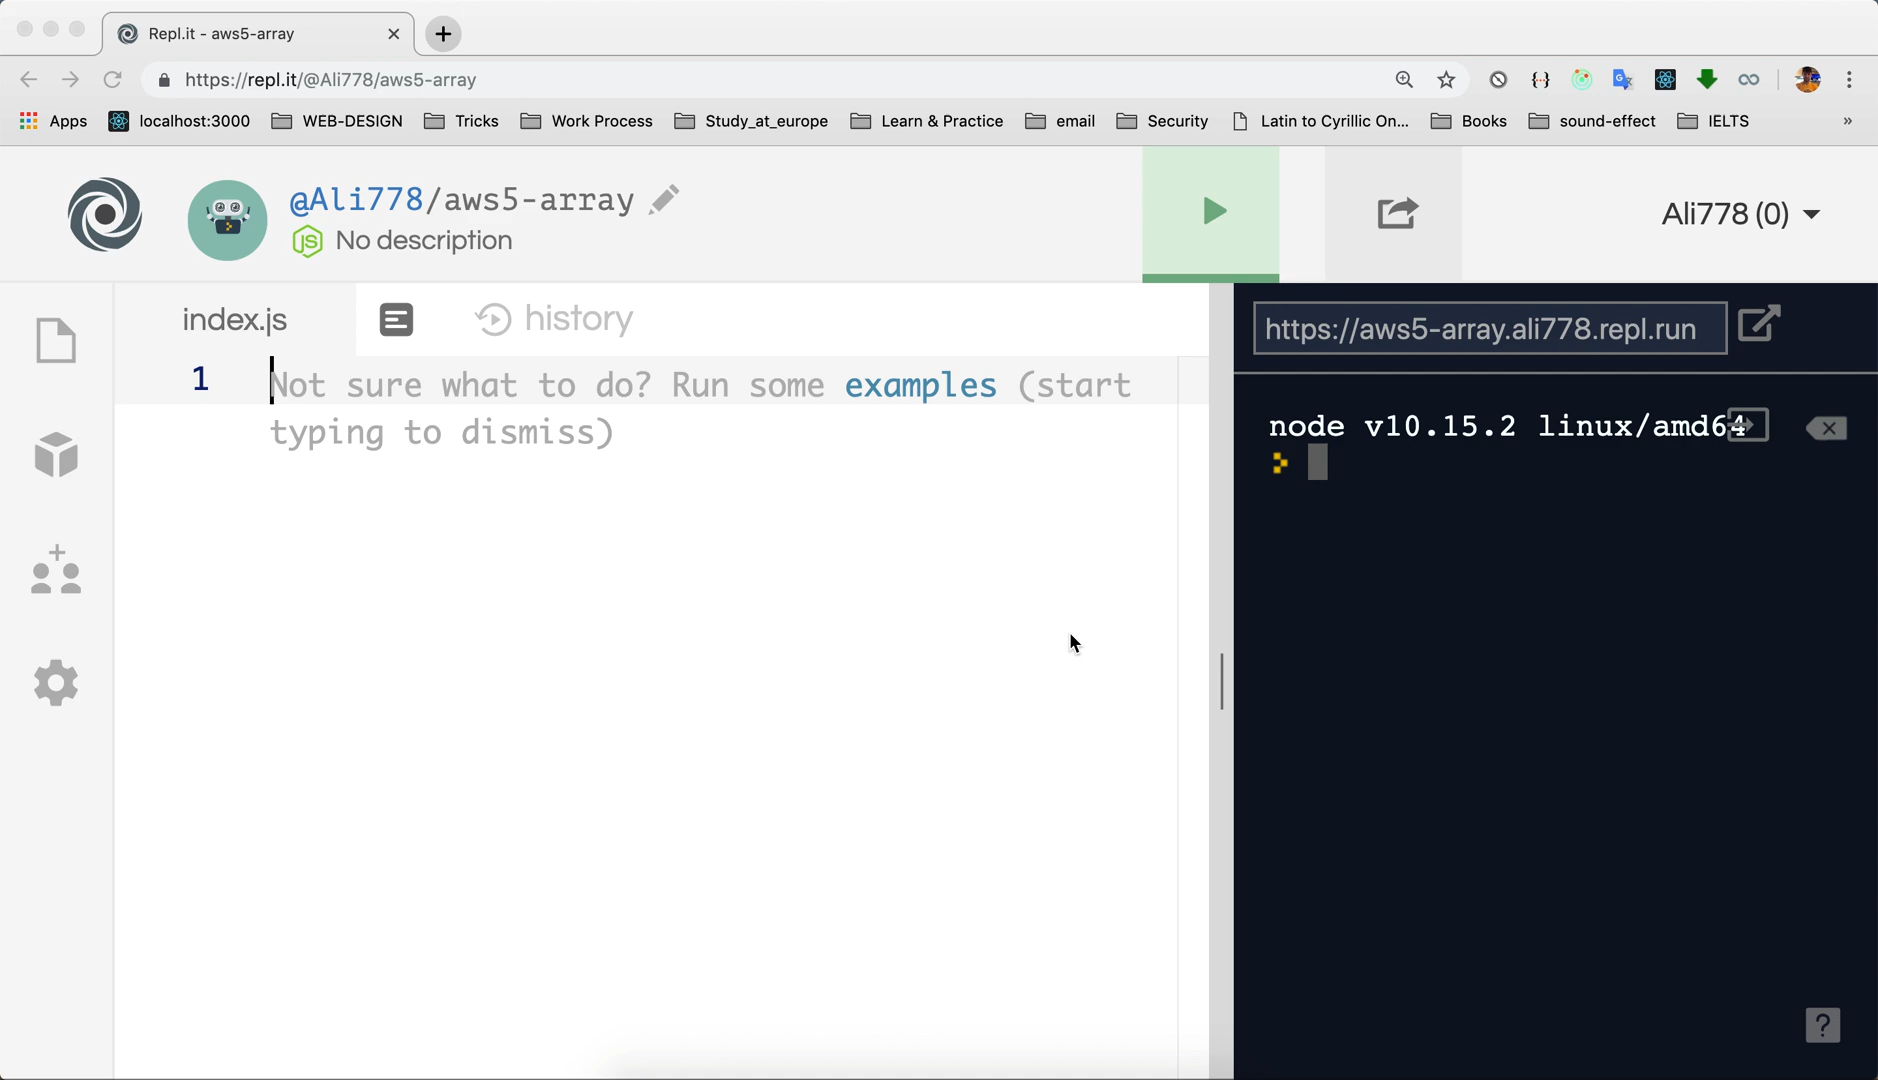 Repl.it - aws5-array
https://repl.it/@Ali778/aws5-array
Apps localhost:3000 WEB-DESIGN Tricks Work Process Study_at_europe Learn & Practice email Security Latin to Cyrillic On... Books sound-effect IELTS »
@Ali778/aws5-array
No description
Ali778 (0)
index.js history
https://aws5-array.ali778.repl.run
1 Not sure what to do? Run some examples (start
typing to dismiss)
node v10.15.2 linux/amd64